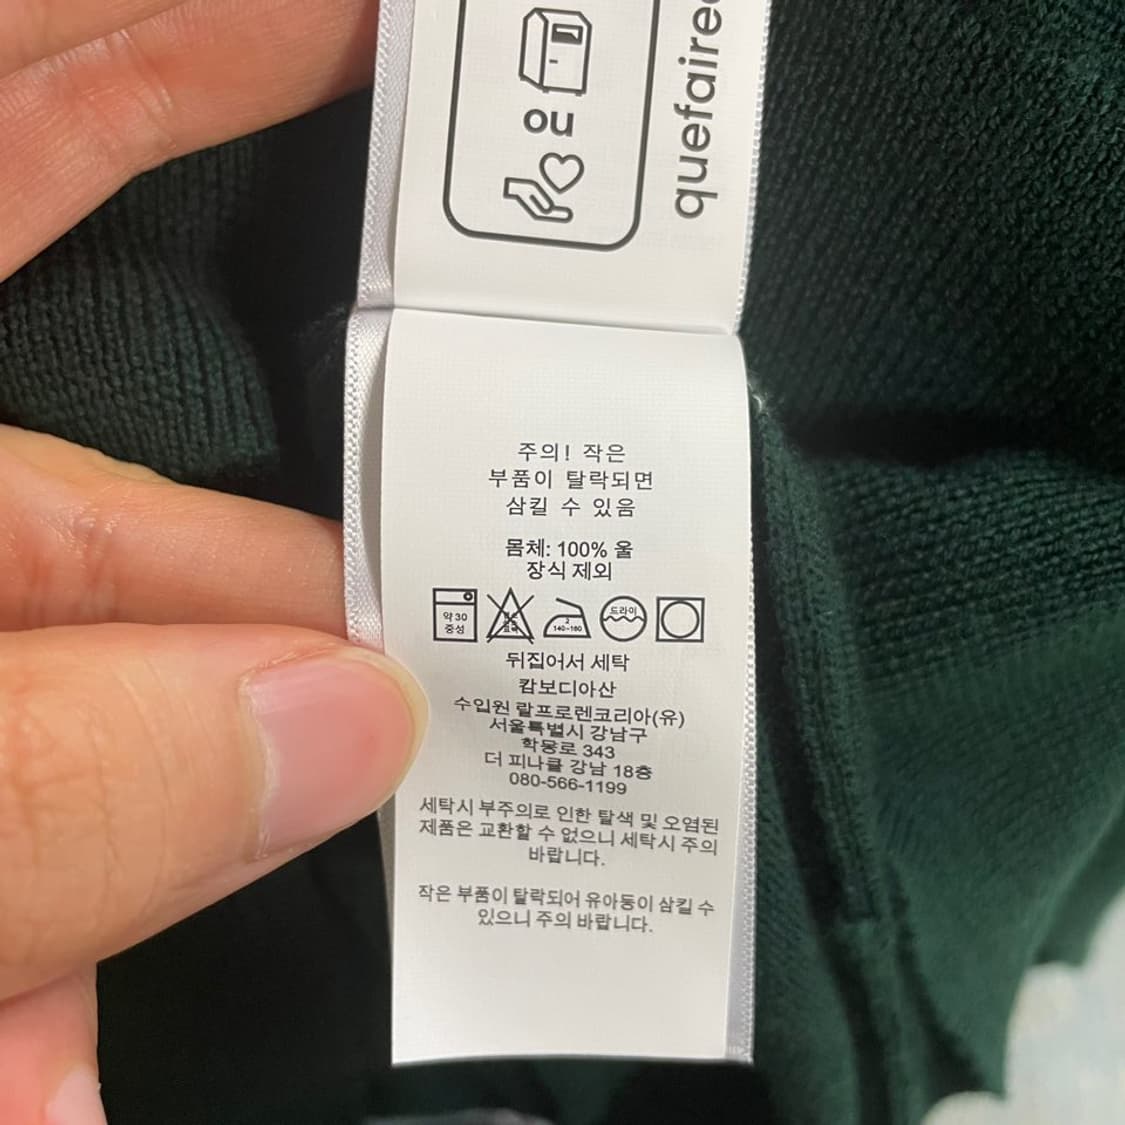 ou
주의! 작은
부품이 탈락되면
삼킬 수 있음
몸체: 100% 울
장식 제외
약 30
중성
드라이
2
140~160
뒤집어서 세탁
캄보디아산
수입원 랄프로렌코리아(유)
서울특별시 강남구
학동로 343
더 피나클 강남 18층
080-566-1199
세탁시 부주의로 인한 탈색 및 오염된
제품은 교환할 수 없으니 세탁시 주의
바랍니다.
작은 부품이 탈락되어 유아동이 삼킬 수
있으니 주의 바랍니다.